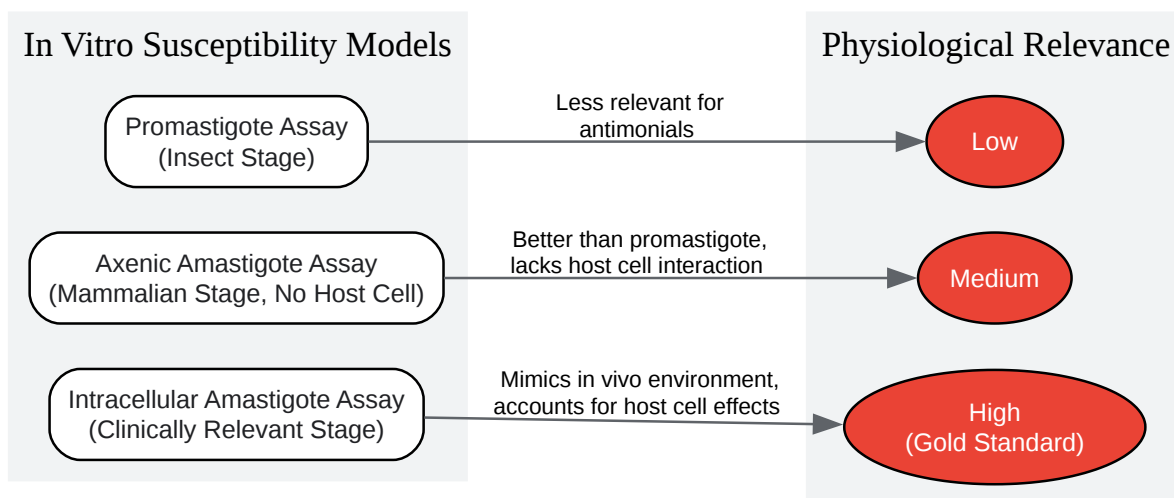 In Vitro Susceptibility Models
Physiological Relevance
Promastigote Assay
(Insect Stage)
Less relevant for
antimonials
Low
Axenic Amastigote Assay
(Mammalian Stage, No Host Cell)
Better than promastigote,
lacks host cell interaction
Medium
Intracellular Amastigote Assay
(Clinically Relevant Stage)
Mimics in vivo environment,
accounts for host cell effects
High
(Gold Standard)